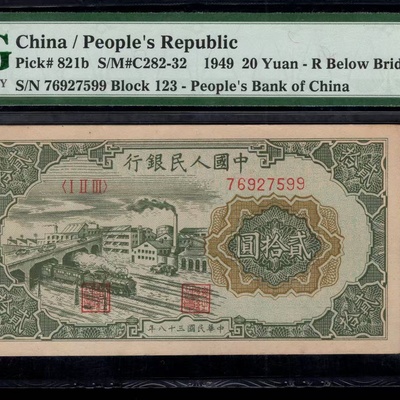 G China / People's Republic
Pick# 821b S/M#C282-32 1949 20 Yuan - R Below Brid
Y S/N 76927599 Block 123 - People's Bank of China
行銀民人國中
〈I II III〉 76927599
圓拾貳
年八十三國民華中